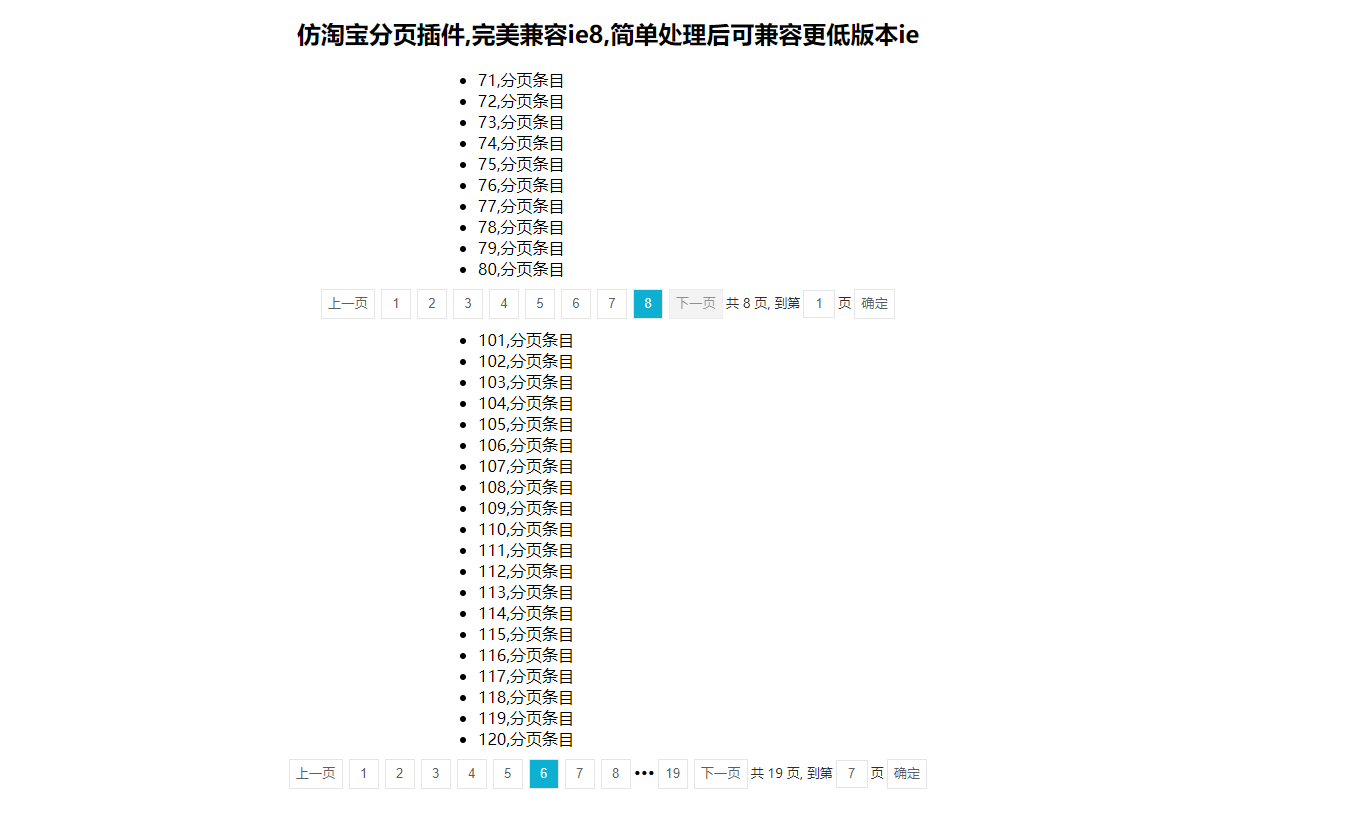 仿淘宝分页插件,完美兼容ie8,简单处理后可兼容更低版本ie
71,分页条目
72,分页条目
73,分页条目
74,分页条目
75,分页条目
76,分页条目
77,分页条目
78,分页条目
79,分页条目
80,分页条目
上一页 1 2 3 4 5 6 7 8 下一页 共 8 页, 到第 1 页 确定
101,分页条目
102,分页条目
103,分页条目
104,分页条目
105,分页条目
106,分页条目
107,分页条目
108,分页条目
109,分页条目
110,分页条目
111,分页条目
112,分页条目
113,分页条目
114,分页条目
115,分页条目
116,分页条目
117,分页条目
118,分页条目
119,分页条目
120,分页条目
上一页 1 2 3 4 5 6 7 8 ••• 19 下一页 共 19 页, 到第 7 页 确定